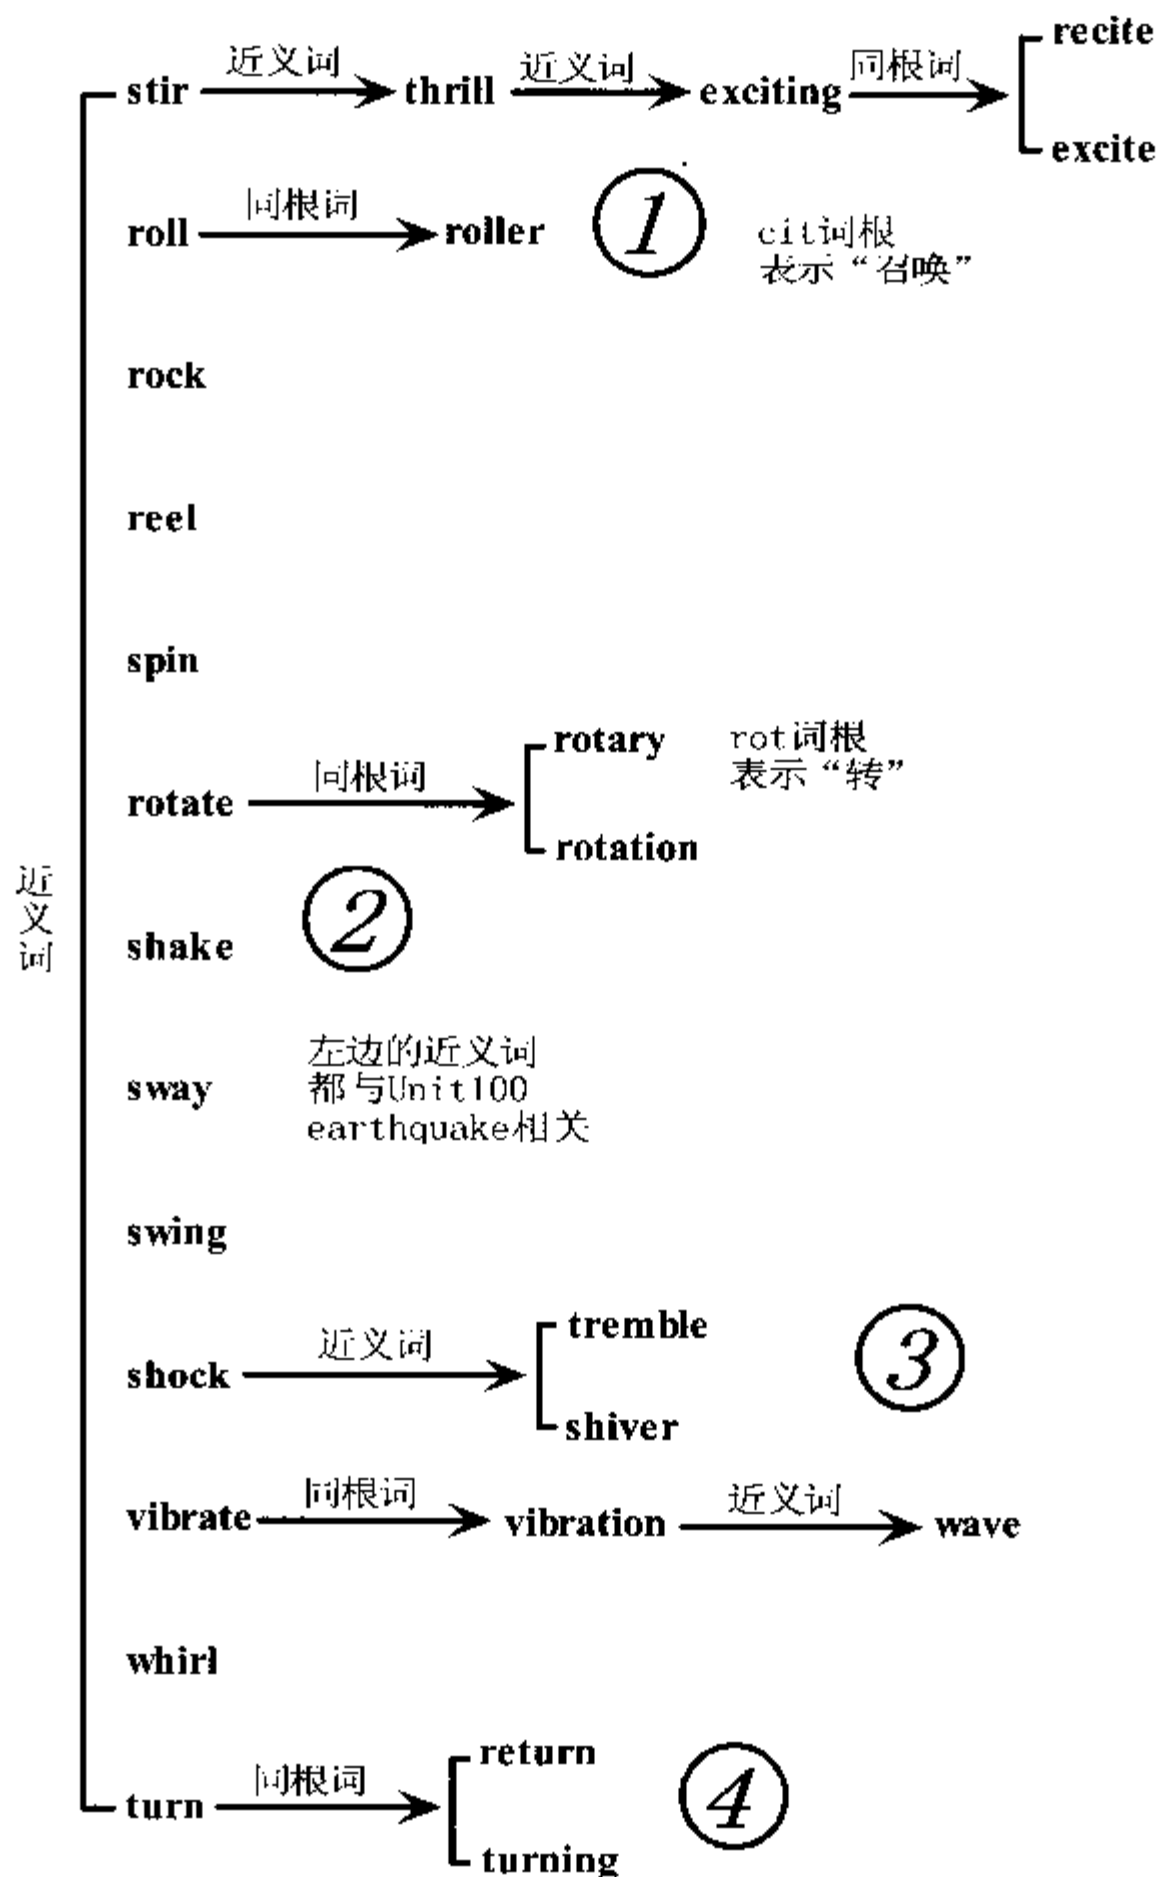 stir 近义词 thrill 近义词 exciting 同根词 recite
excite
roll 同根词 roller ① cit词根
表示“召唤”
rock
reel
spin
rotate 同根词 rotary rot词根
表示“转”
rotation
近义词
shake ②
sway 左边的近义词
都与Unit100
earthquake相关
swing
shock 近义词 tremble ③
shiver
vibrate 同根词 vibration 近义词 wave
whirl
turn 同根词 return ④
turning